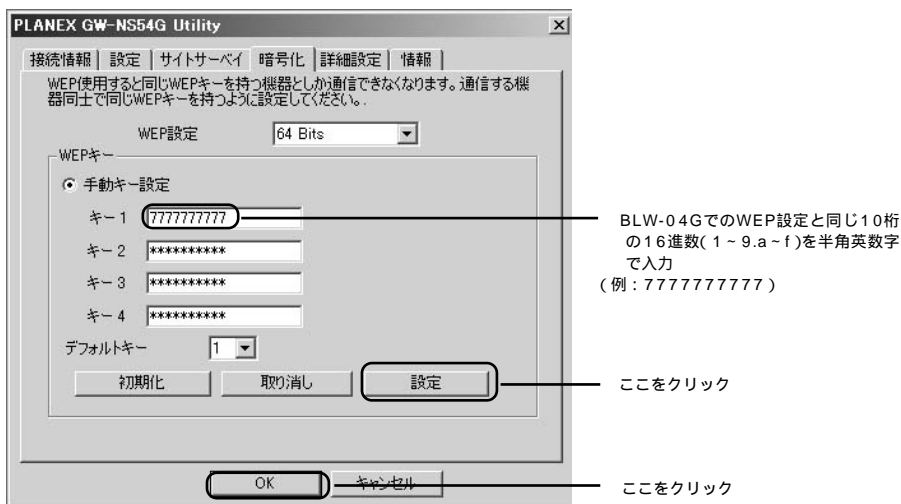 PLANEX GW-NS54G Utility
接続情報 設定 サイトサーベイ 暗号化 詳細設定 情報
WEP使用すると同じWEPキーを持つ機器としか通信できなくなります。通信する機
器同士で同じWEPキーを持つように設定してください。.
WEP設定 64 Bits
WEPキー
手動キー設定
キー 1 7777777777
キー 2 **********
キー 3 **********
キー 4 **********
デフォルトキー 1
初期化 取り消し 設定
OK キャンセル
BLW-04GでのWEP設定と同じ10桁
の16進数(1~9.a~f)を半角英数字
で入力
(例:7777777777)
ここをクリック
ここをクリック